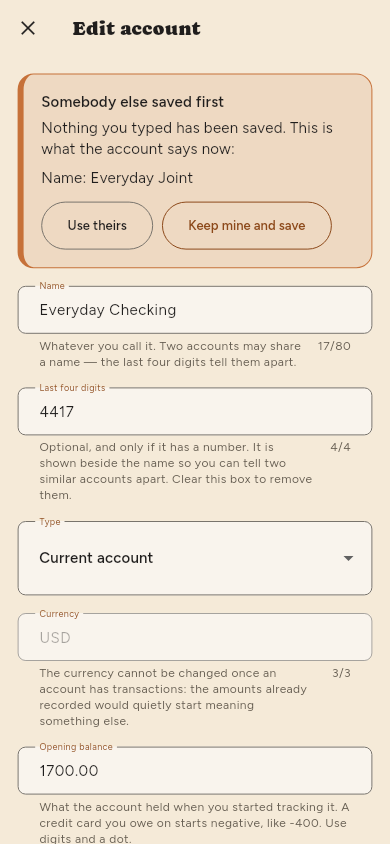 Edit account
Somebody else saved first
Nothing you typed has been saved. This is
what the account says now:
Name: Everyday Joint
Use theirs
Keep mine and save
Name
Everyday Checking
Whatever you call it. Two accounts may share 17/80
a name — the last four digits tell them apart.
Last four digits
4417
Optional, and only if it has a number. It is 4/4
shown beside the name so you can tell two
similar accounts apart. Clear this box to remove
them.
Type
Current account
Currency
USD
The currency cannot be changed once an 3/3
account has transactions: the amounts already
recorded would quietly start meaning
something else.
Opening balance
1700.00
What the account held when you started tracking it. A
credit card you owe on starts negative, like -400. Use
digits and a dot.